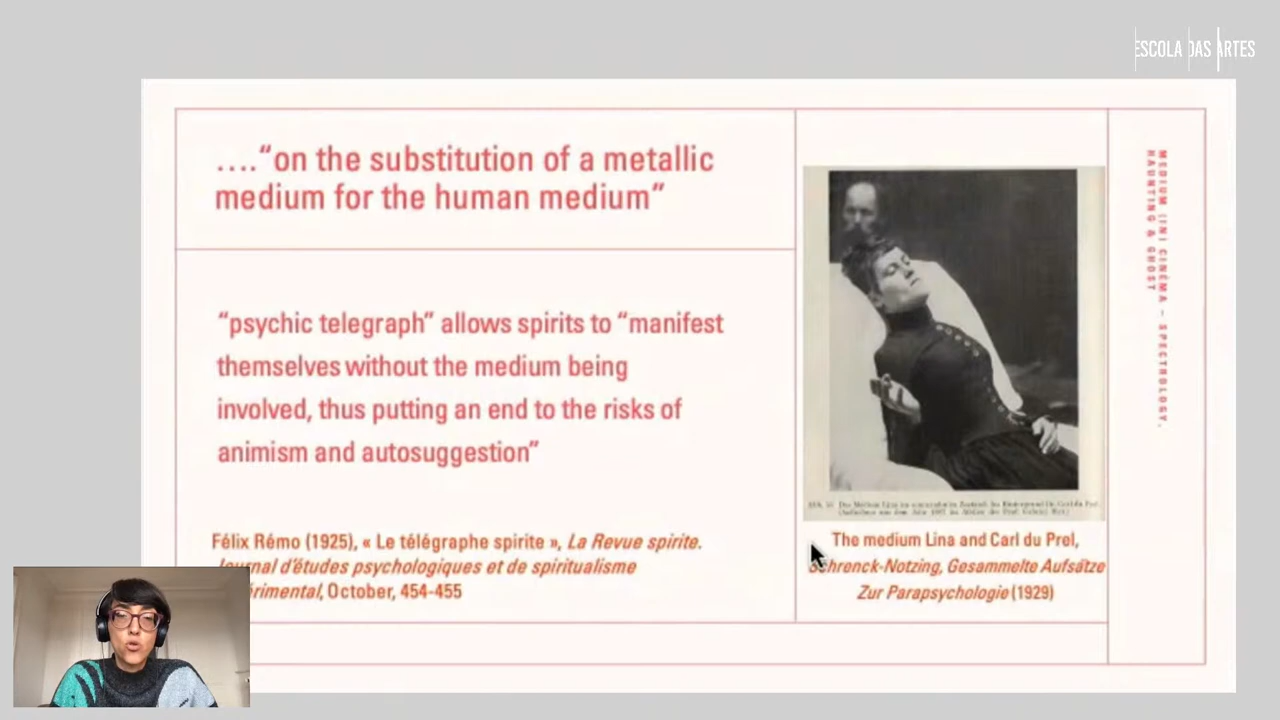 ESCOLA DAS ARTES
...."on the substitution of a metallic
medium for the human medium"
"psychic telegraph" allows spirits to "manifest
themselves without the medium being
involved, thus putting an end to the risks of
animism and autosuggestion"
Félix Rémo (1925), « Le télégraphe spirite », La Revue spirite.
Journal d'études psychologiques et de spiritualisme
érimental, October, 454-455
The medium Lina and Carl du Prel,
Schrenck-Notzing, Gesammelte Aufsätze
Zur Parapsychologie (1929)
MEDIUM (IN) CINÉMA – SPECTROLOGY,
HAUNTING & GHOST